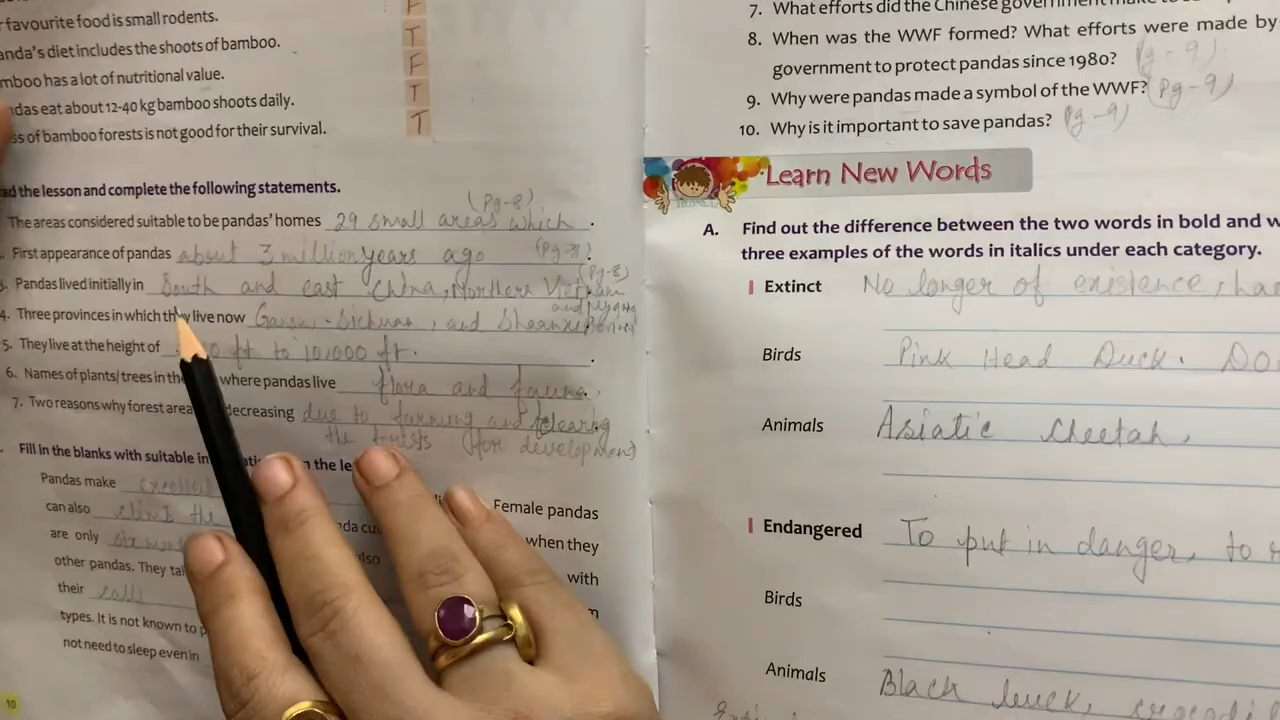 r favourite food is small rodents.
anda's diet includes the shoots of bamboo.
mboo has a lot of nutritional value.
ndas eat about 12-40 kg bamboo shoots daily.
ss of bamboo forests is not good for their survival.
F
T
F
T
T
ad the lesson and complete the following statements.
(Pg-8)
The areas considered suitable to be pandas' homes 29 small areas which.
First appearance of pandas about 3 million years ago (Pg-8).
(Pg-8)
3. Pandas lived initially in South and east China, Northern Vietnam
4. Three provinces in which they live now Gansu, Sichuan, and Shaanxi
5. They live at the height of ft to 10,000 ft.
6. Names of plants/trees in the where pandas live flora and fauna.
7. Two reasons why forest area decreasing due to farming and clearing
the forests (for development)
Fill in the blanks with suitable in the le
Pandas make
can also climb the
are only
other pandas. They tal
their calls
types. It is not known to p
not need to sleep even in
nda cu
also
Female pandas
when they
with
m
10
7. What efforts did the Chinese government make to
8. When was the WWF formed? What efforts were made by
government to protect pandas since 1980? (Pg-9)
9. Why were pandas made a symbol of the WWF? (Pg-9)
10. Why is it important to save pandas? (Pg-9)
Learn New Words
A. Find out the difference between the two words in bold and w
three examples of the words in italics under each category.
Extinct No longer of existence, has
Birds Pink Head Duck. Do
Animals Asiatic Cheetah,
Endangered To put in danger, to
Birds
Animals Black buck,